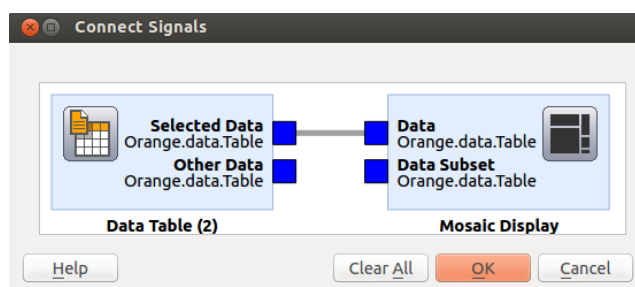 Connect Signals
Selected Data
Orange.data.Table
Other Data
Orange.data.Table
Data Table (2)
Data
Orange.data.Table
Data Subset
Orange.data.Table
Mosaic Display
Help
Clear All
OK
Cancel